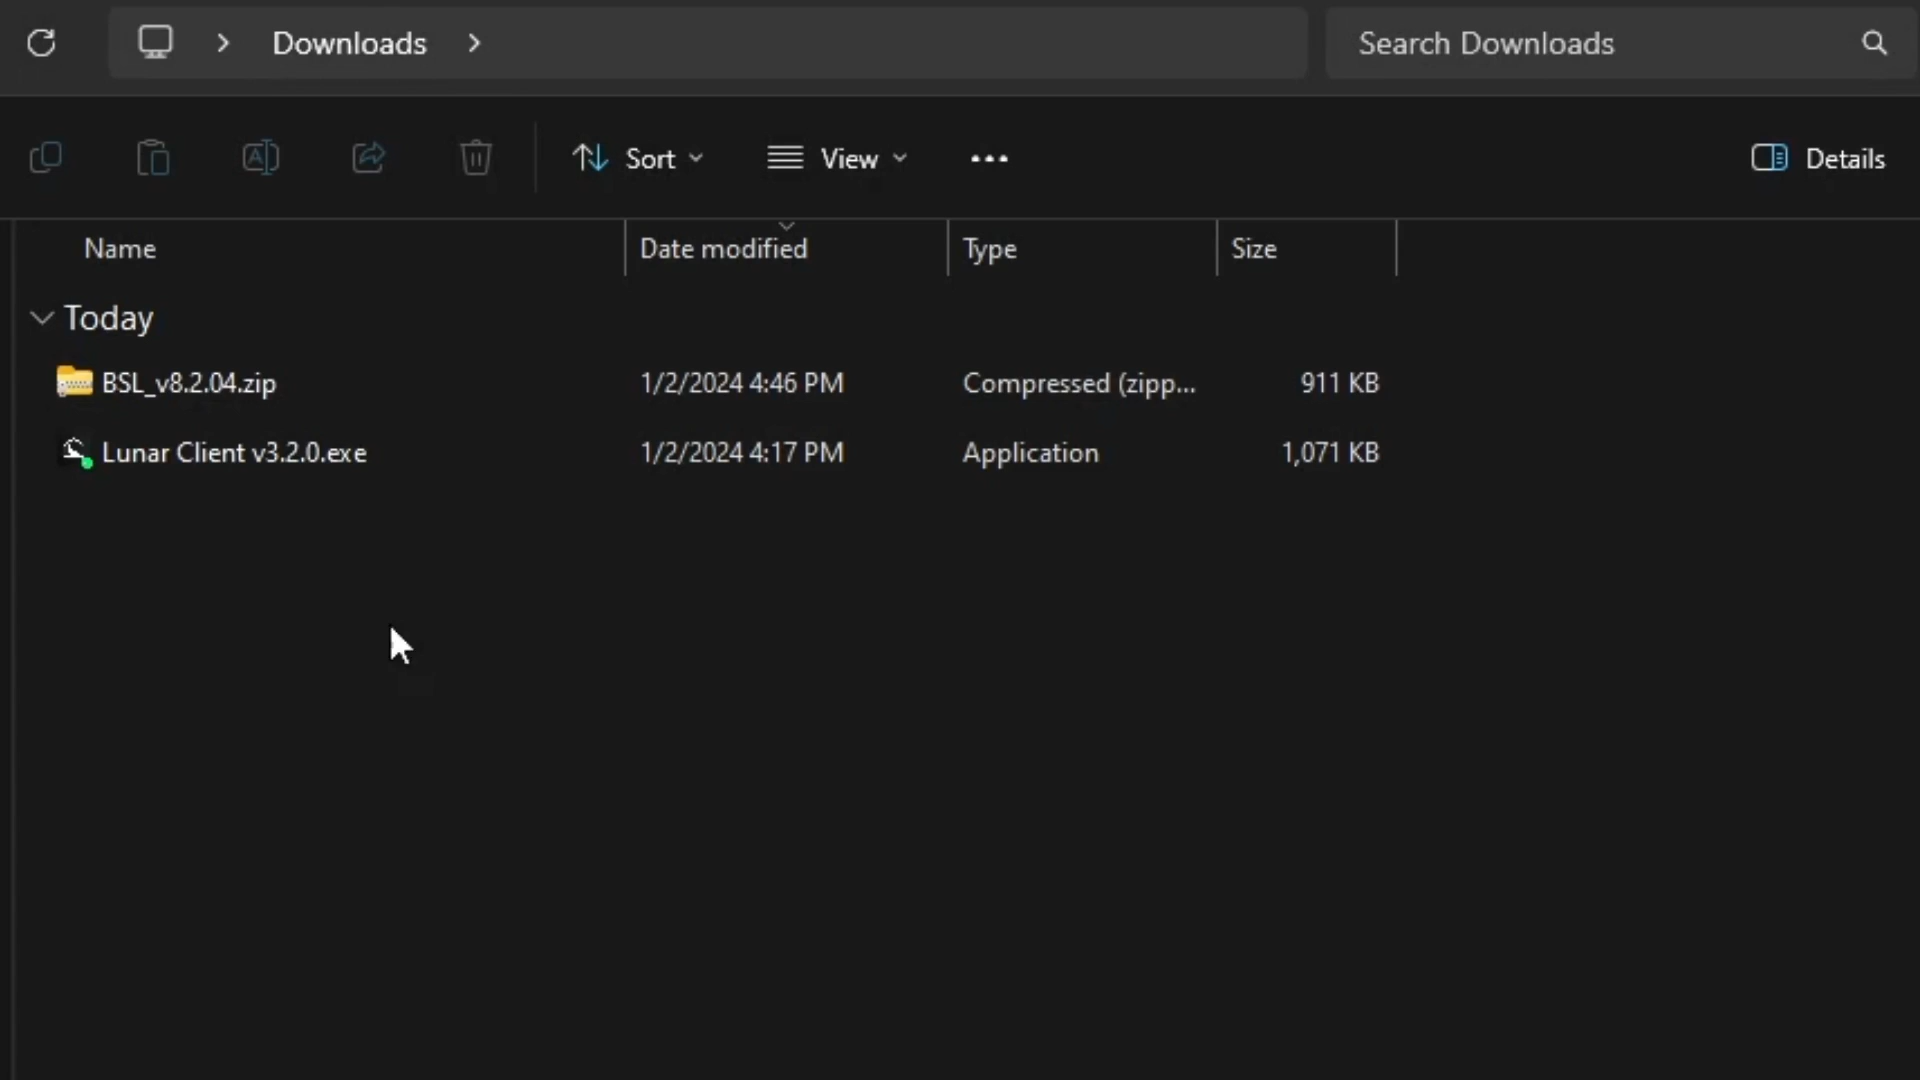 Downloads
Search Downloads
Sort
View
Details
Name
Date modified
Type
Size
Today
BSL_v8.2.04.zip 1/2/2024 4:46 PM Compressed (zipp... 911 KB
Lunar Client v3.2.0.exe 1/2/2024 4:17 PM Application 1,071 KB